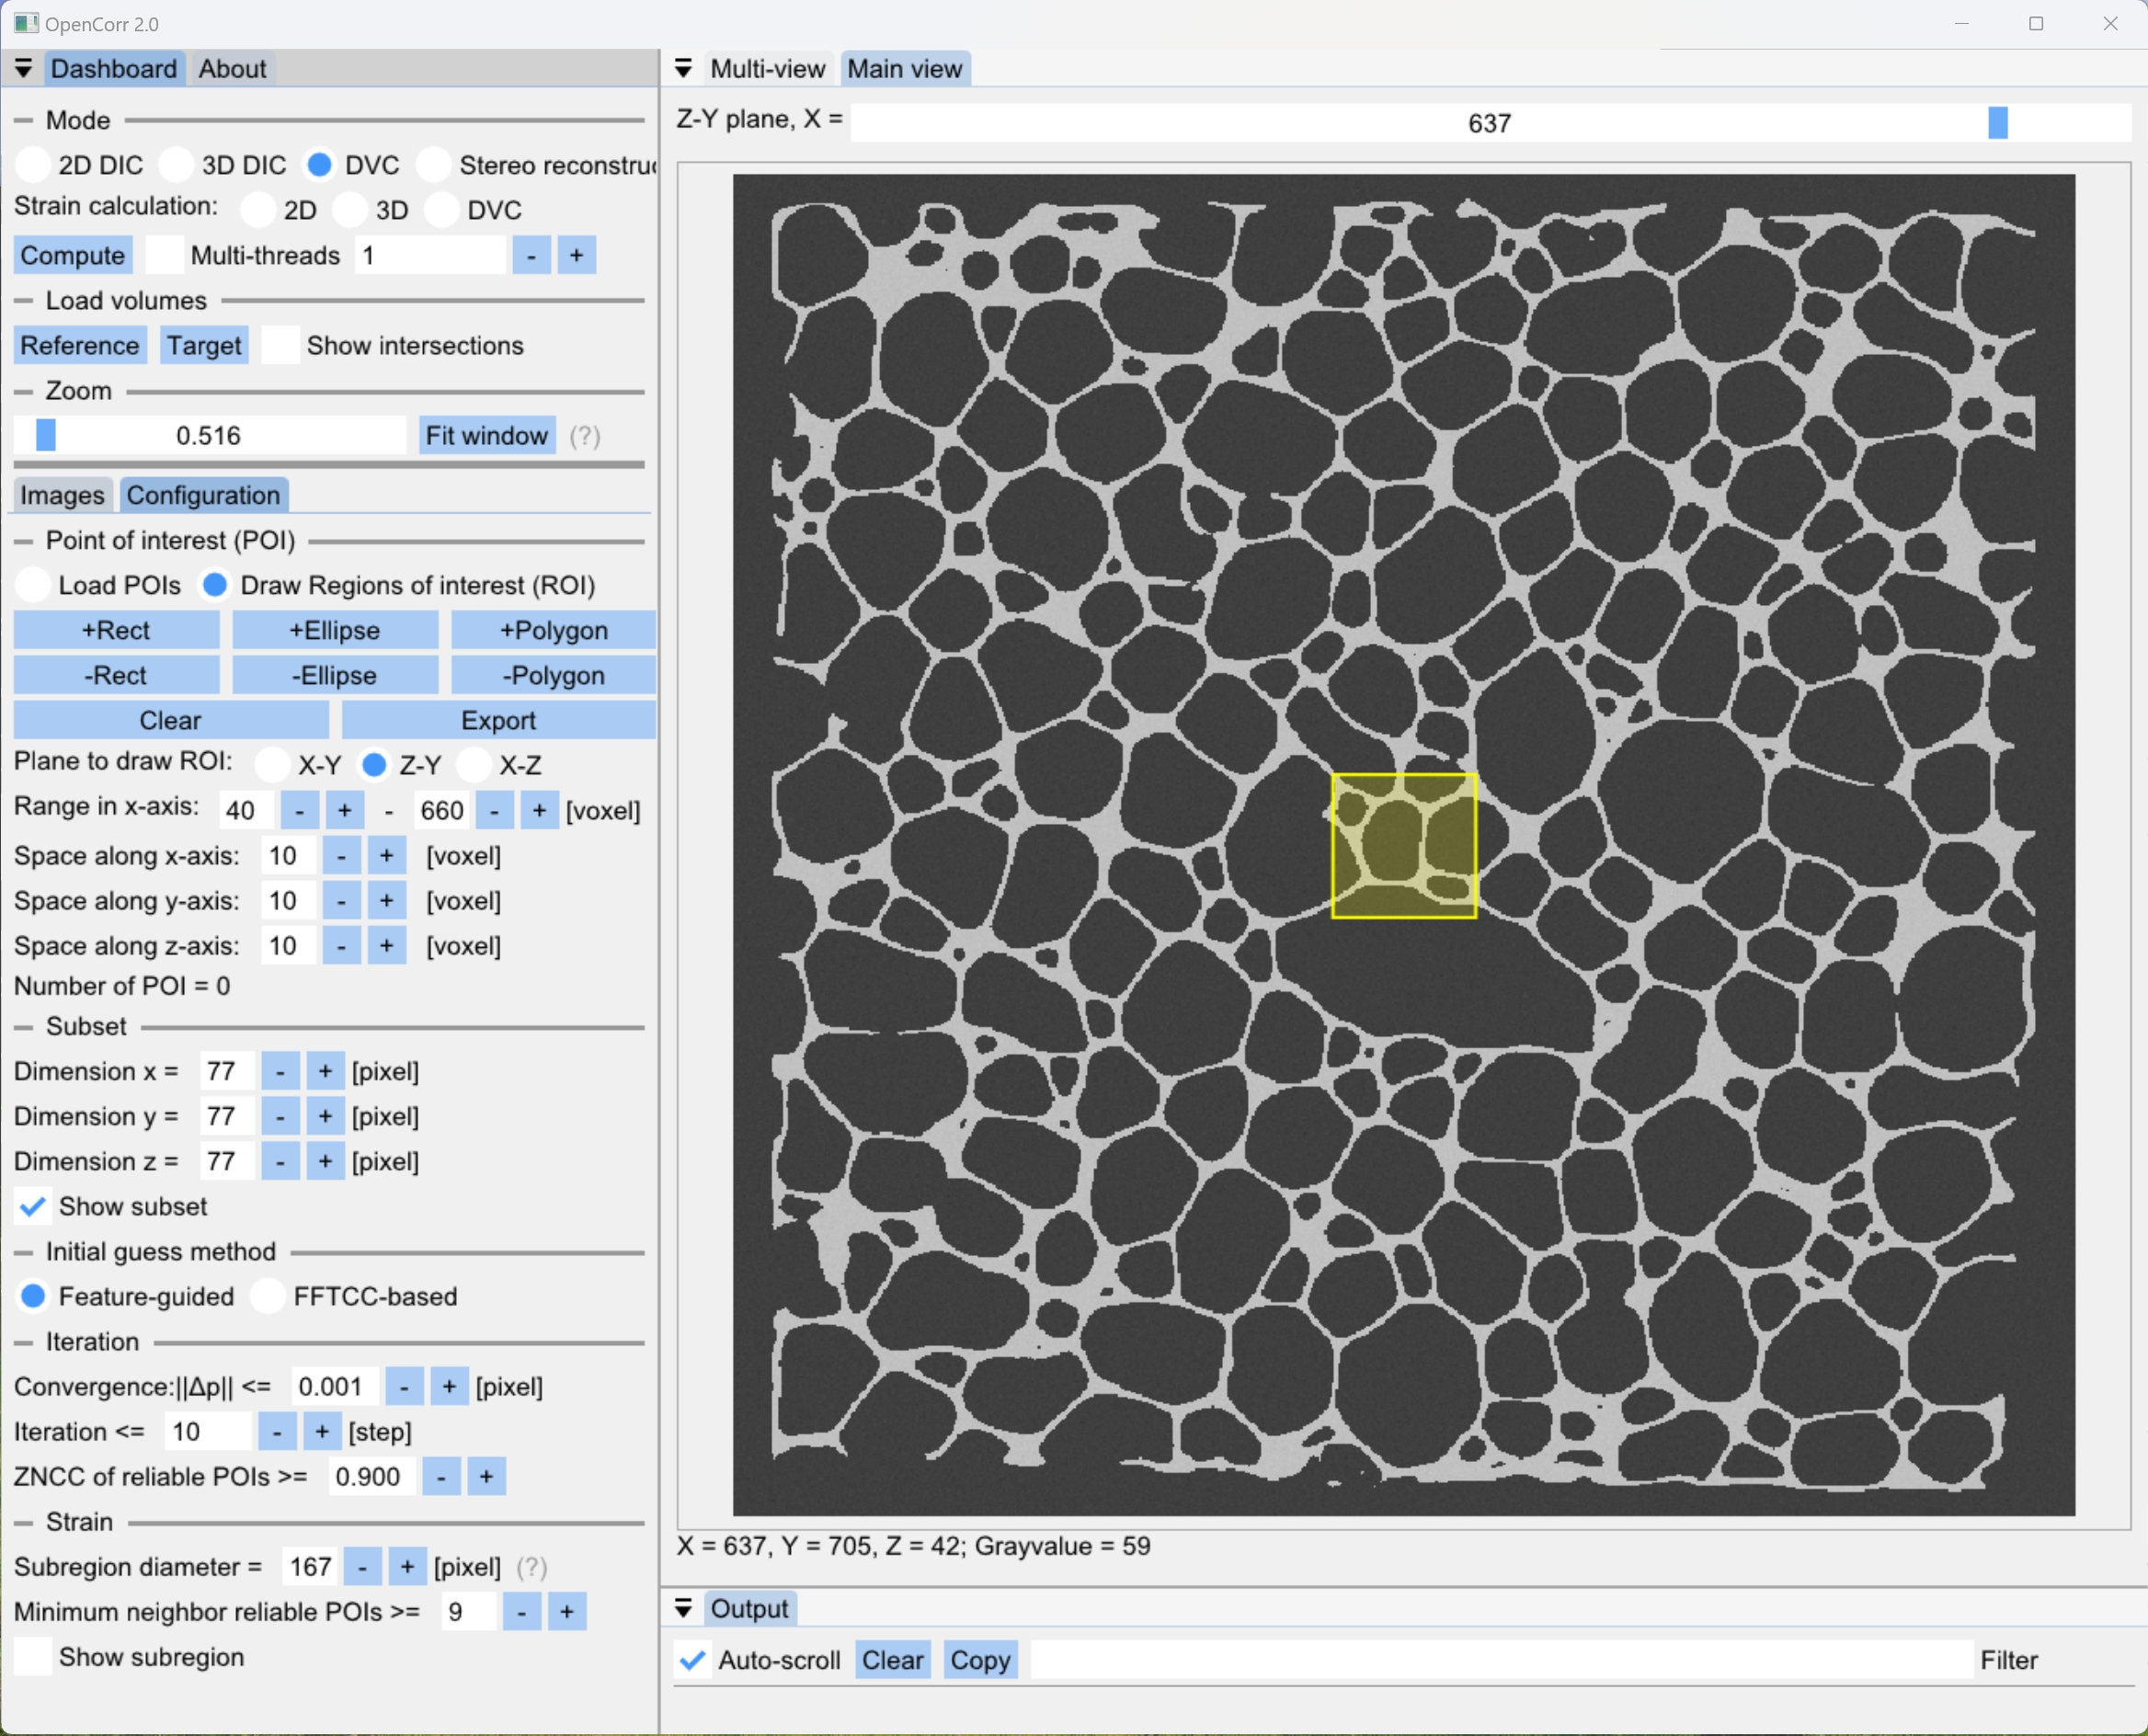 OpenCorr 2.0
Dashboard About
Mode
2D DIC 3D DIC DVC Stereo reconstru
Strain calculation: 2D 3D DVC
Compute Multi-threads 1 - +
Load volumes
Reference Target Show intersections
Zoom
0.516 Fit window (?)
Images Configuration
Point of interest (POI)
Load POIs Draw Regions of interest (ROI)
+Rect +Ellipse +Polygon
-Rect -Ellipse -Polygon
Clear Export
Plane to draw ROI: X-Y Z-Y X-Z
Range in x-axis: 40 - + - 660 - + [voxel]
Space along x-axis: 10 - + [voxel]
Space along y-axis: 10 - + [voxel]
Space along z-axis: 10 - + [voxel]
Number of POI = 0
Subset
Dimension x = 77 - + [pixel]
Dimension y = 77 - + [pixel]
Dimension z = 77 - + [pixel]
Show subset
Initial guess method
Feature-guided FFTCC-based
Iteration
Convergence:||Δp|| <= 0.001 - + [pixel]
Iteration <= 10 - + [step]
ZNCC of reliable POIs >= 0.900 - +
Strain
Subregion diameter = 167 - + [pixel] (?)
Minimum neighbor reliable POIs >= 9 - +
Show subregion
Multi-view Main view
Z-Y plane, X = 637
X = 637, Y = 705, Z = 42; Grayvalue = 59
Output
Auto-scroll Clear Copy Filter